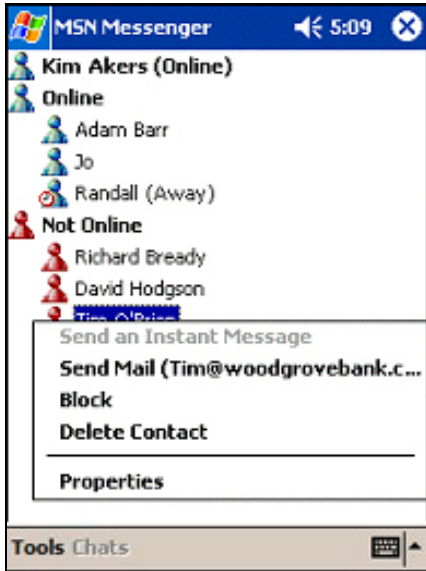 MSN Messenger 5:09
Kim Akers (Online)
Online
Adam Barr
Jo
Randall (Away)
Not Online
Richard Bready
David Hodgson
Tim O'Brien
Send an Instant Message
Send Mail (Tim@woodgrovebank.c...
Block
Delete Contact
Properties
Tools Chats